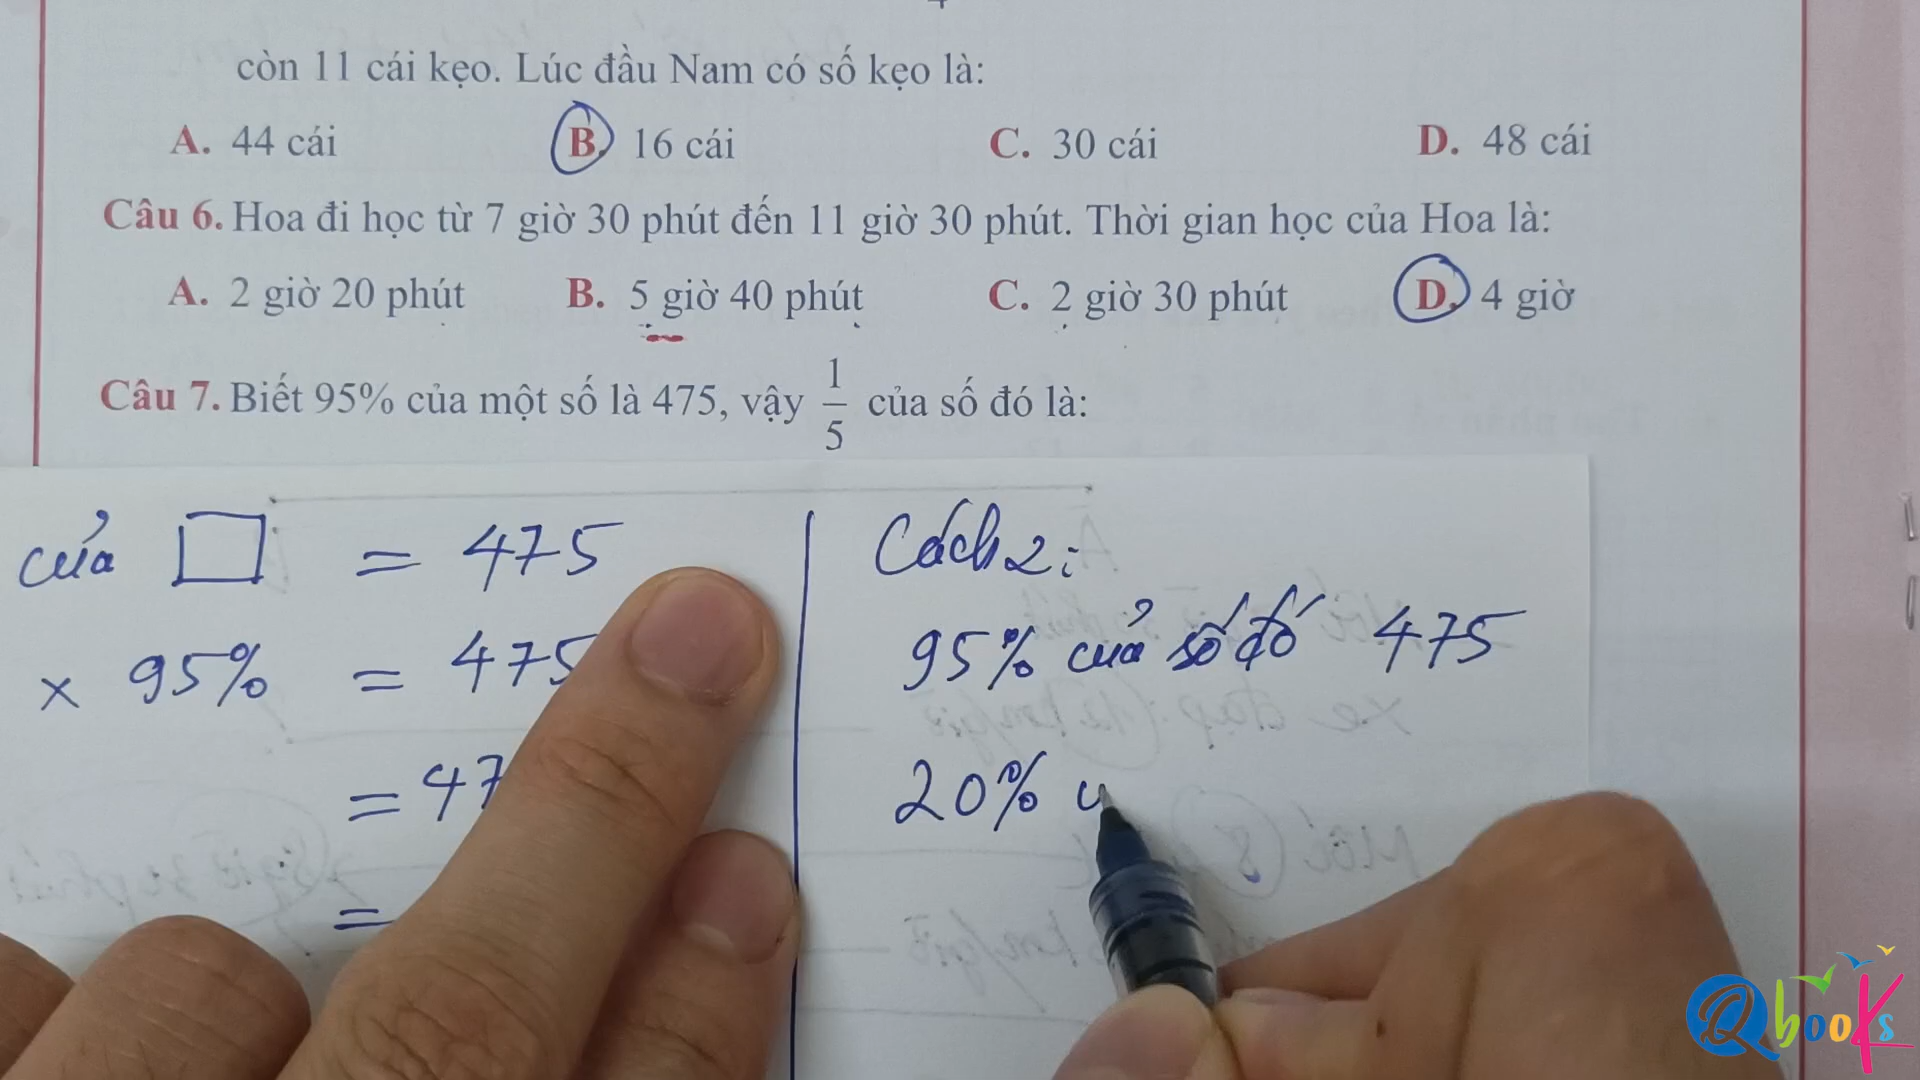 còn 11 cái kẹo. Lúc đầu Nam có số kẹo là:
A. 44 cái B. 16 cái C. 30 cái D. 48 cái
Câu 6. Hoa đi học từ 7 giờ 30 phút đến 11 giờ 30 phút. Thời gian học của Hoa là:
A. 2 giờ 20 phút B. 5 giờ 40 phút C. 2 giờ 30 phút D. 4 giờ
Câu 7. Biết 95% của một số là 475, vậy 1/5 của số đó là:
của □ = 475
x 95% = 475
= 47
=
Cách 2:
95% của số đó 475
20%
Qbooks